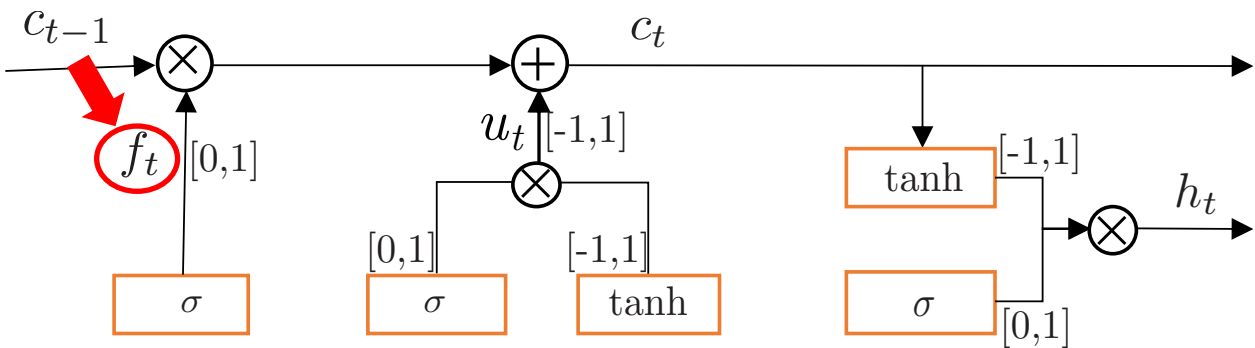 c_{t-1}
c_t
f_t
[0,1]
u_t
[-1,1]
tanh
[-1,1]
h_t
[0,1]
[-1,1]
σ
σ
tanh
σ
[0,1]